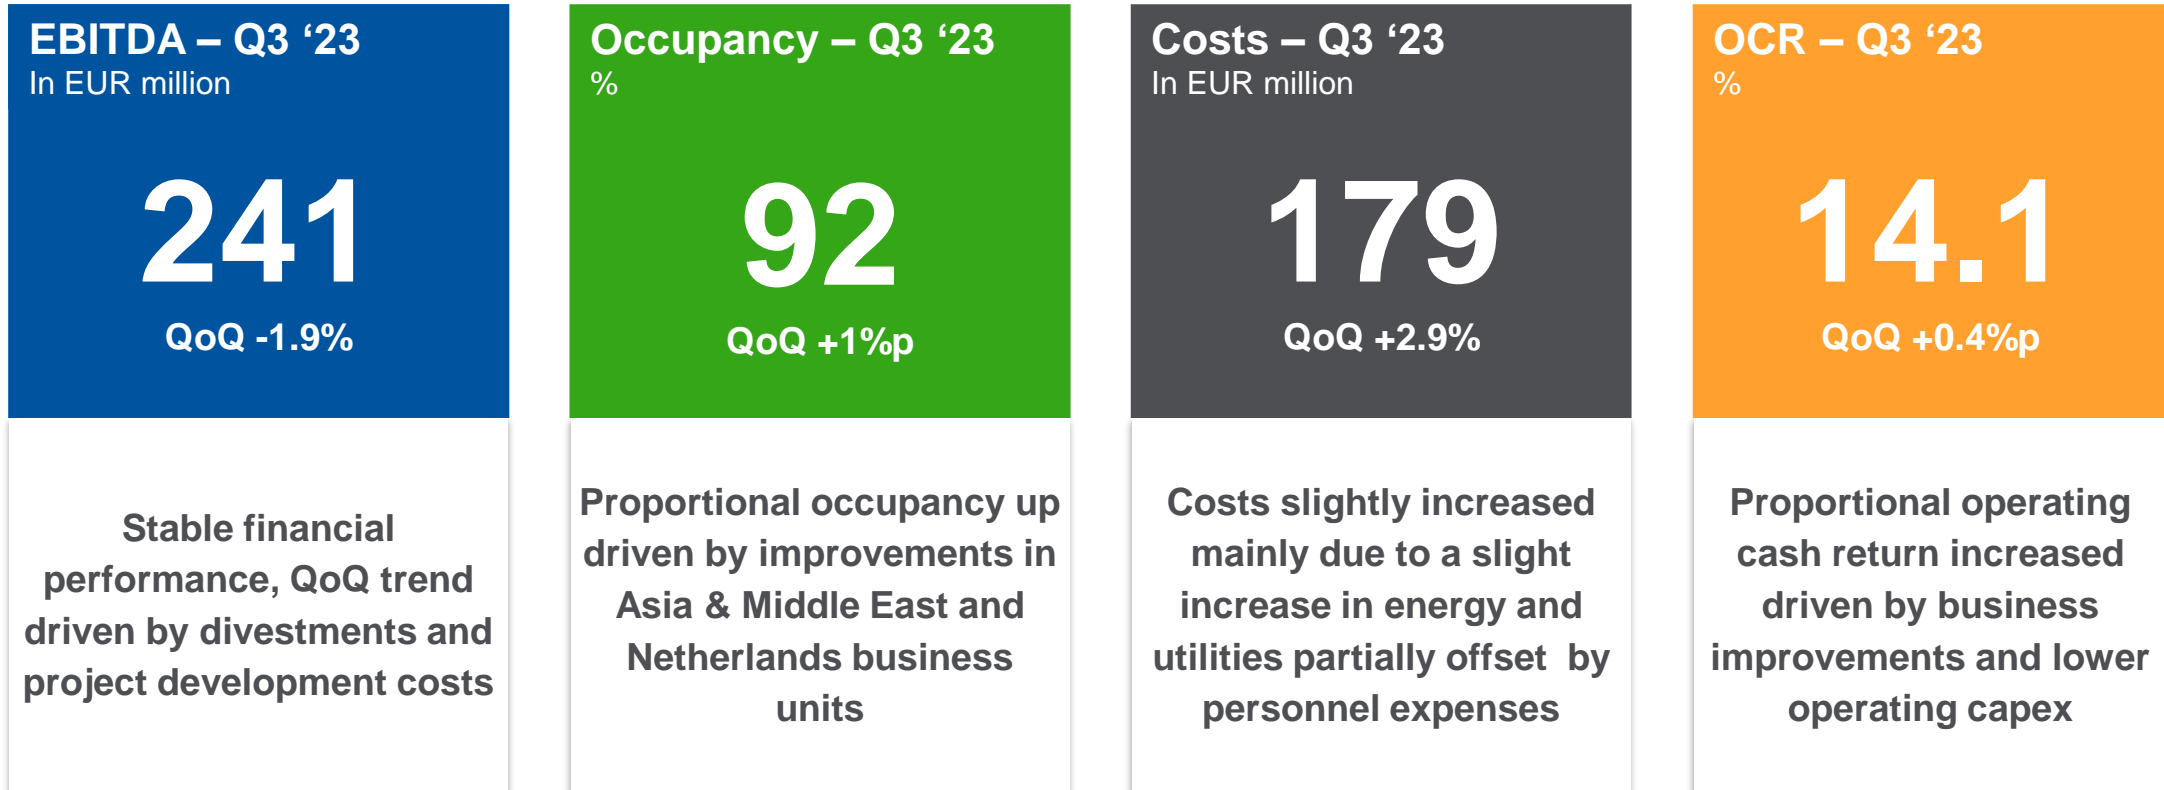 EBITDA – Q3 ‘23
In EUR million
241
QoQ -1.9%
Stable financial
performance, QoQ trend
driven by divestments and
project development costs
Occupancy – Q3 ‘23
%
92
QoQ +1%p
Proportional occupancy up
driven by improvements in
Asia & Middle East and
Netherlands business
units
Costs – Q3 ‘23
In EUR million
179
QoQ +2.9%
Costs slightly increased
mainly due to a slight
increase in energy and
utilities partially offset  by
personnel expenses
OCR – Q3 ‘23
%
14.1
QoQ +0.4%p
Proportional operating
cash return increased
driven by business
improvements and lower
operating capex